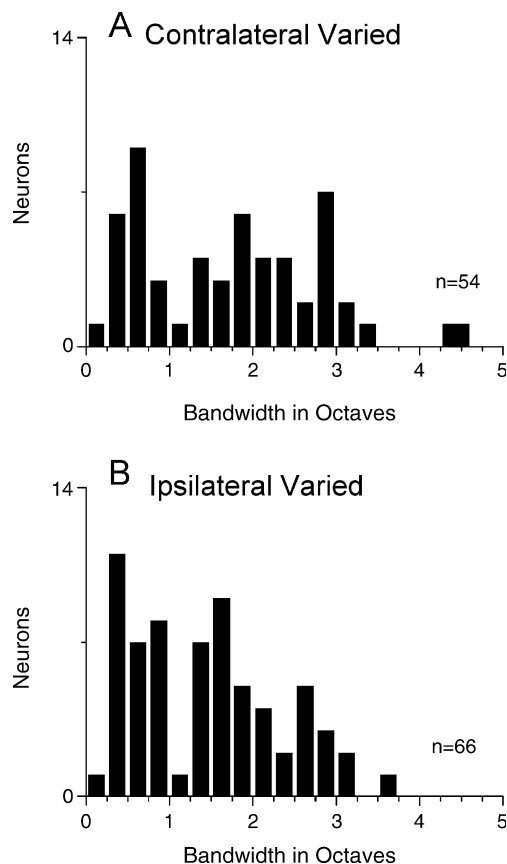 A Contralateral Varied
14
Neurons
n=54
0
0 1 2 3 4 5
Bandwidth in Octaves
B Ipsilateral Varied
14
Neurons
n=66
0
0 1 2 3 4 5
Bandwidth in Octaves